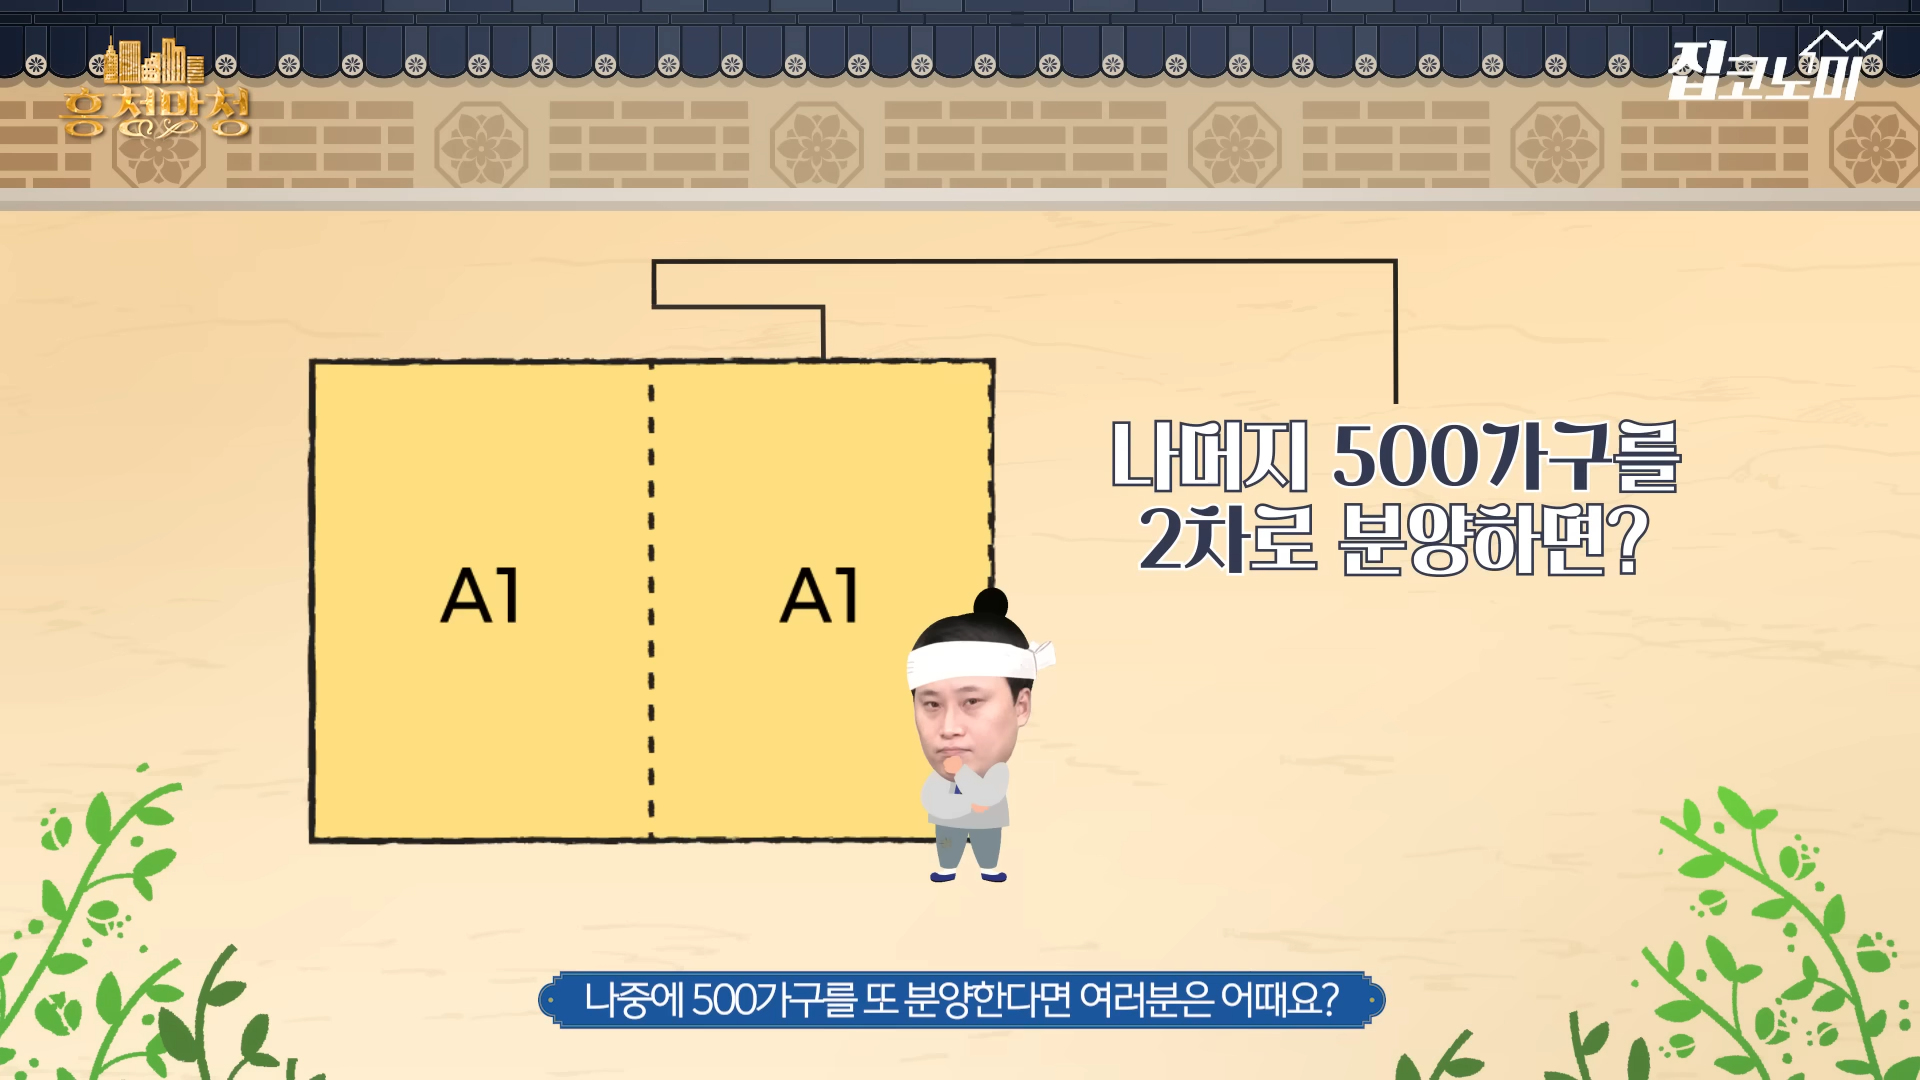 흥청망청
집코노미
나머지 500가구를
2차로 분양하면?
A1
A1
나중에 500가구를 또 분양한다면 여러분은 어때요?